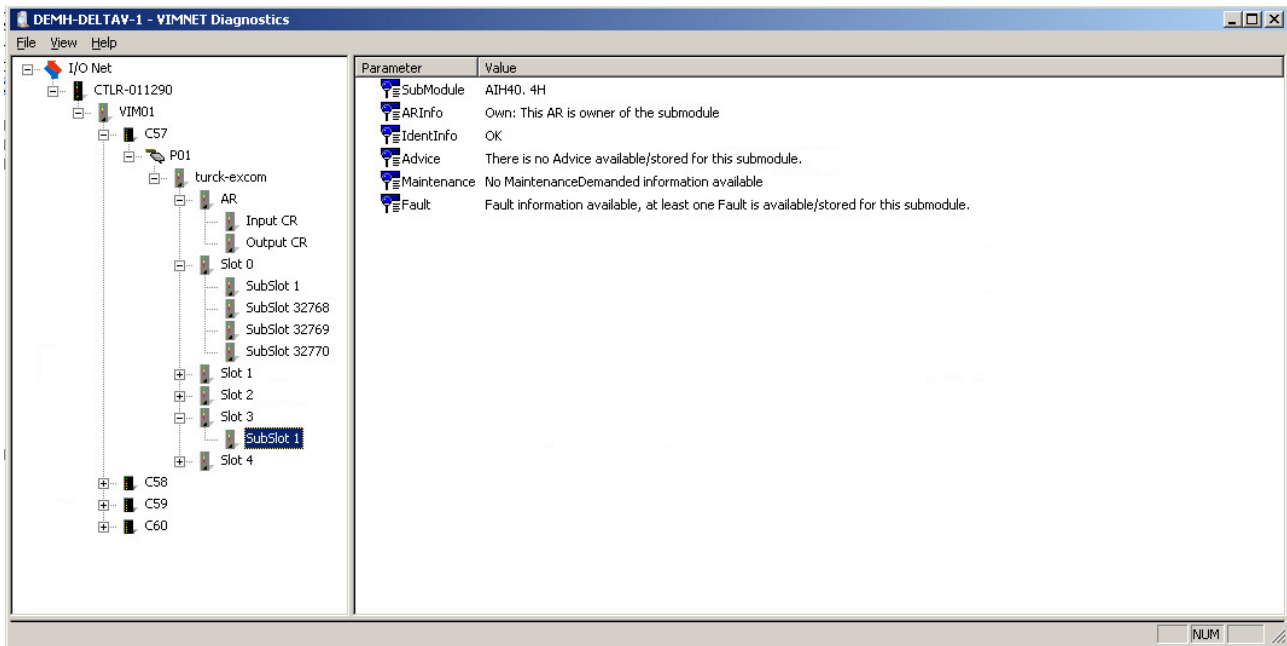 DEMH-DELTAV-1 - VIMNET Diagnostics
File View Help
I/O Net
CTLR-011290
VIM01
C57
P01
turck-excom
AR
Input CR
Output CR
Slot 0
SubSlot 1
SubSlot 32768
SubSlot 32769
SubSlot 32770
Slot 1
Slot 2
Slot 3
SubSlot 1
Slot 4
C58
C59
C60
Parameter Value
SubModule AIH40. 4H
ARInfo Own: This AR is owner of the submodule
IdentInfo OK
Advice There is no Advice available/stored for this submodule.
Maintenance No MaintenanceDemanded information available
Fault Fault information available, at least one Fault is available/stored for this submodule.
NUM